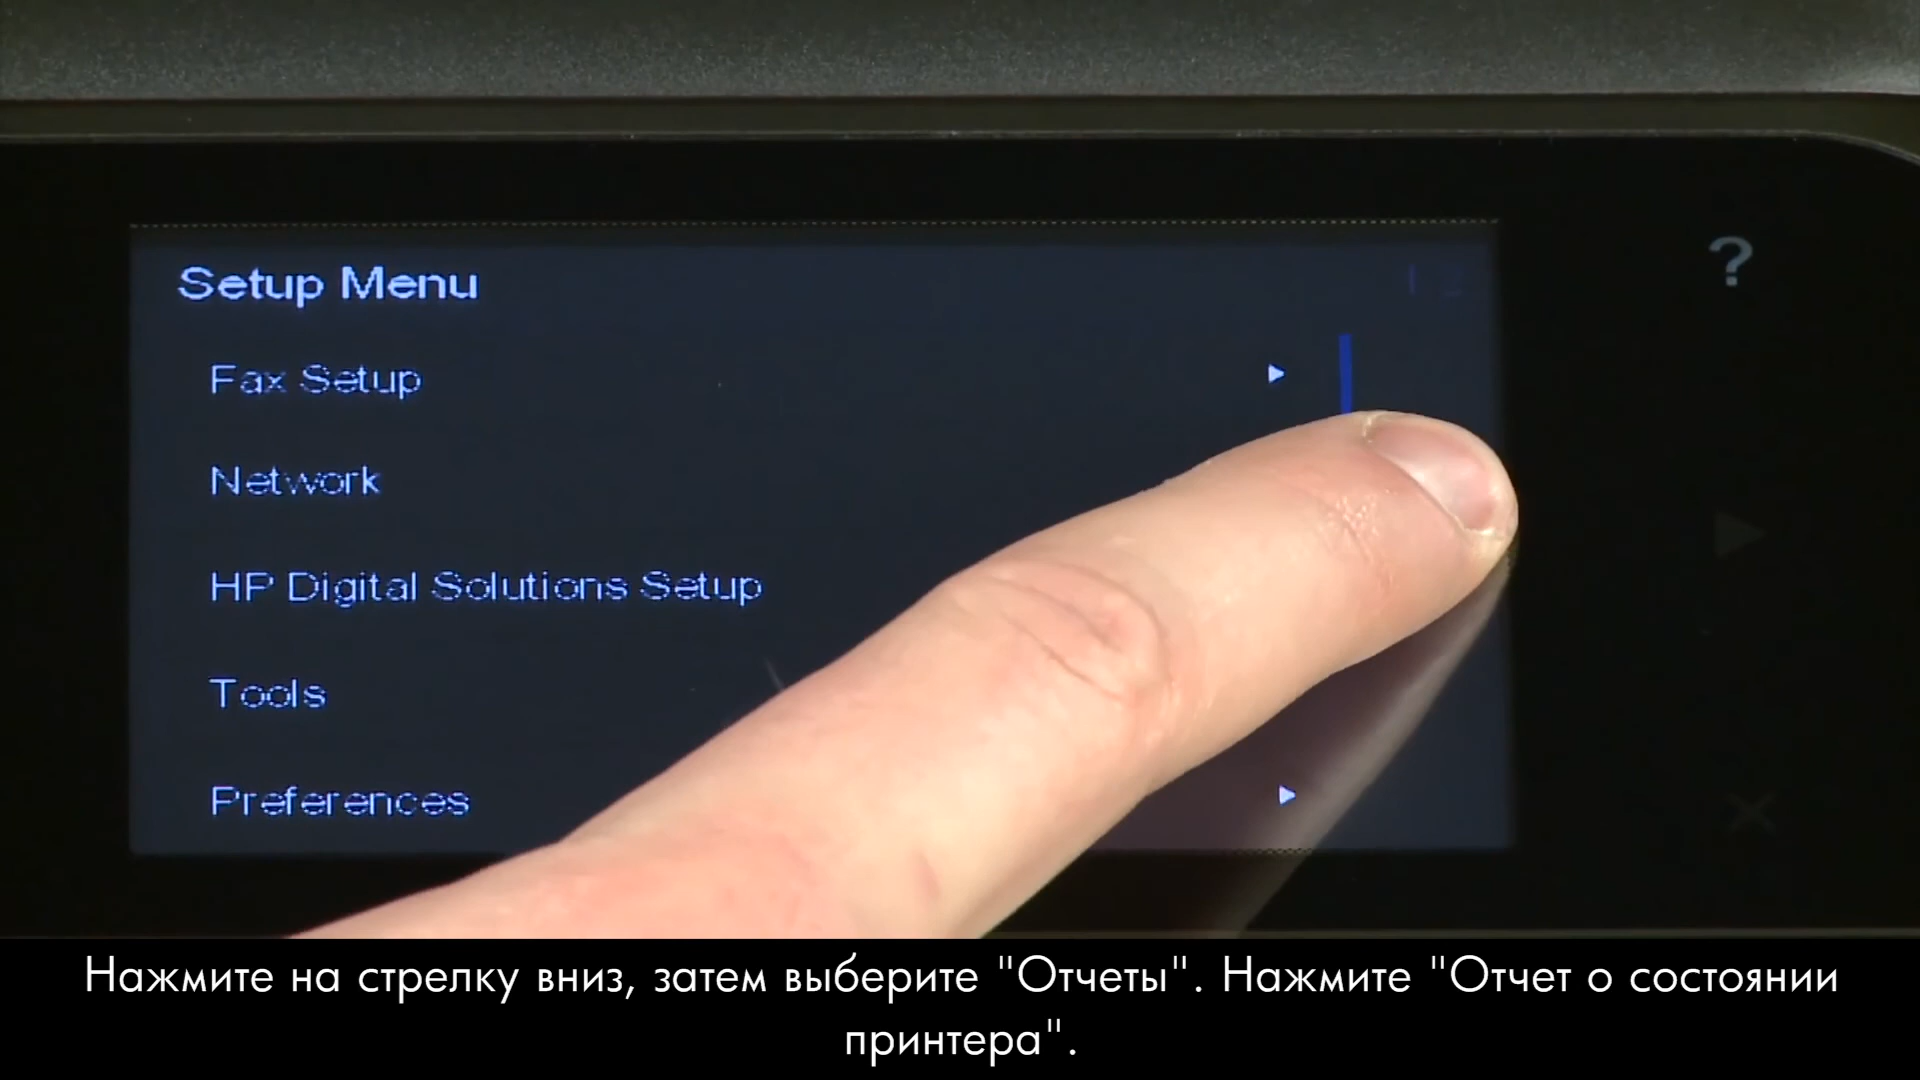 Setup Menu
?
Fax Setup
Network
HP Digital Solutions Setup
Tools
Preferences
Нажмите на стрелку вниз, затем выберите "Отчеты". Нажмите "Отчет о состоянии
принтера".